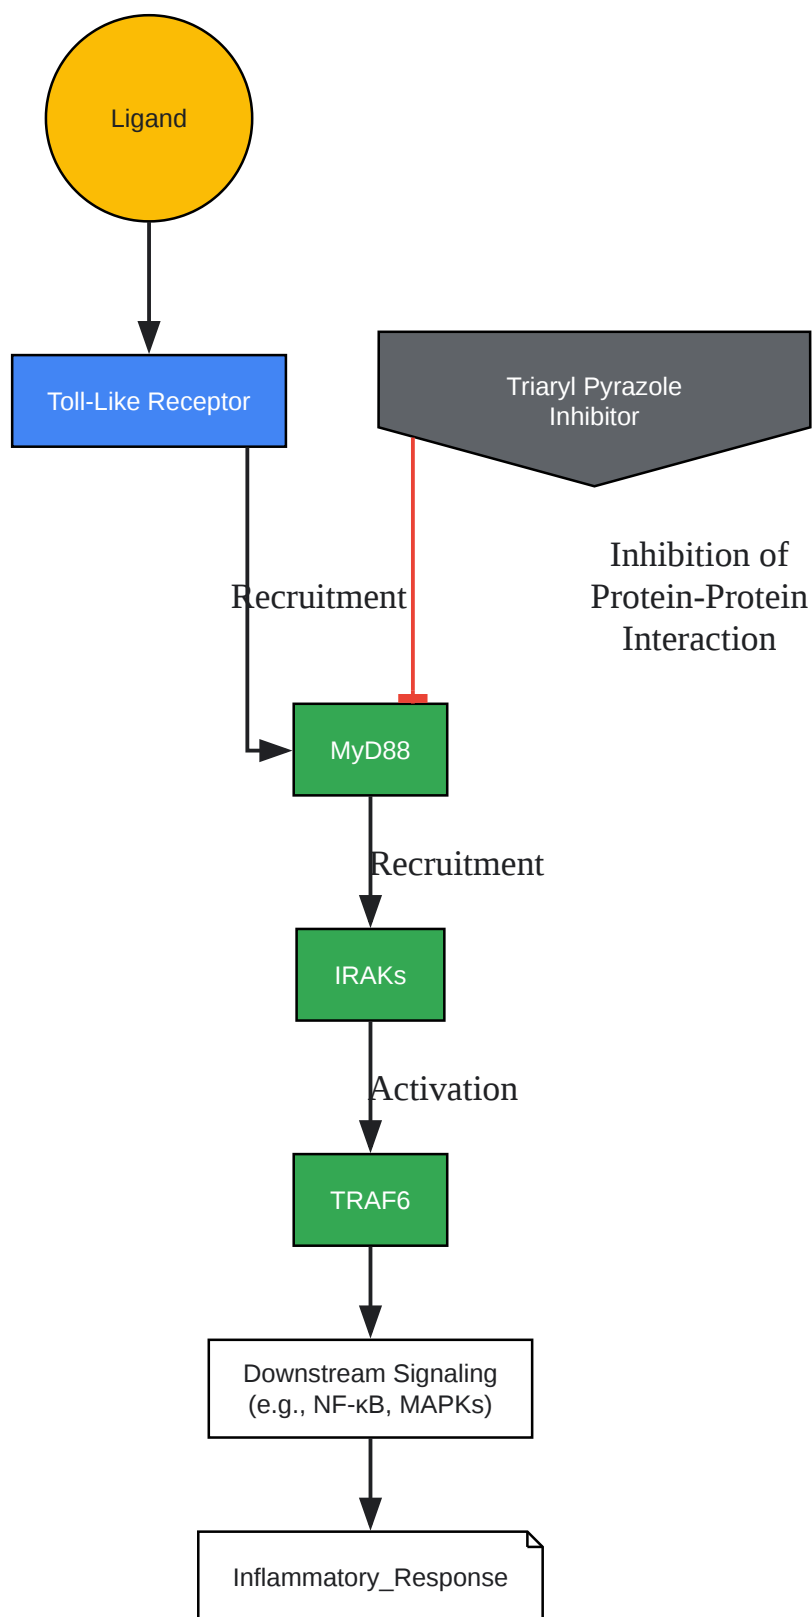 Ligand
Toll-Like Receptor
Triaryl Pyrazole
Inhibitor
Recruitment
Inhibition of
Protein-Protein
Interaction
MyD88
Recruitment
IRAKs
Activation
TRAF6
Downstream Signaling
(e.g., NF-κB, MAPKs)
Inflammatory_Response